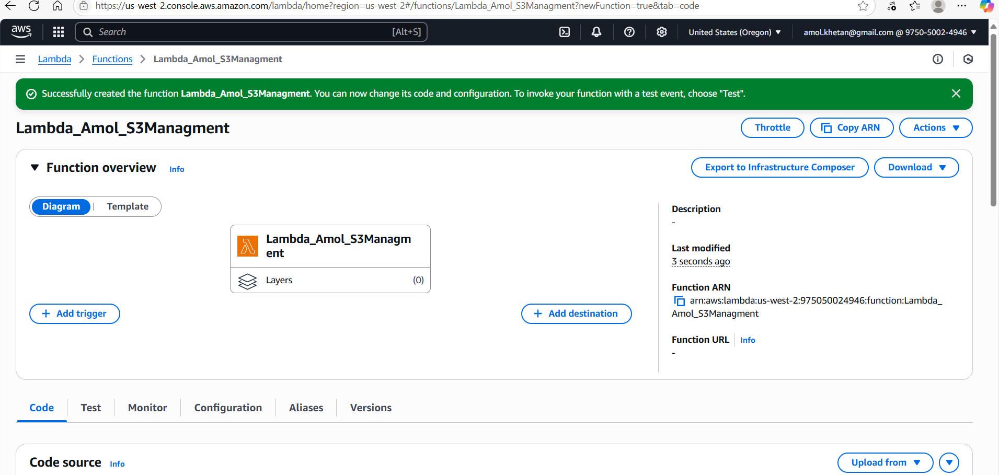 https://us-west-2.console.aws.amazon.com/lambda/home?region=us-west-2#/functions/Lambda_Amol_S3Managment?newFunction=true&tab=code
aws Search [Alt+S] United States (Oregon) amol.khetan@gmail.com @ 9750-5002-4946
Lambda Functions Lambda_Amol_S3Managment
Successfully created the function Lambda_Amol_S3Managment. You can now change its code and configuration. To invoke your function with a test event, choose "Test".
Lambda_Amol_S3Managment Throttle Copy ARN Actions
Function overview Info Export to Infrastructure Composer Download
Diagram Template
Lambda_Amol_S3Managm
ent
Layers (0)
+ Add trigger + Add destination
Description
-
Last modified
3 seconds ago
Function ARN
arn:aws:lambda:us-west-2:975050024946:function:Lambda_
Amol_S3Managment
Function URL Info
-
Code Test Monitor Configuration Aliases Versions
Code source Info Upload from